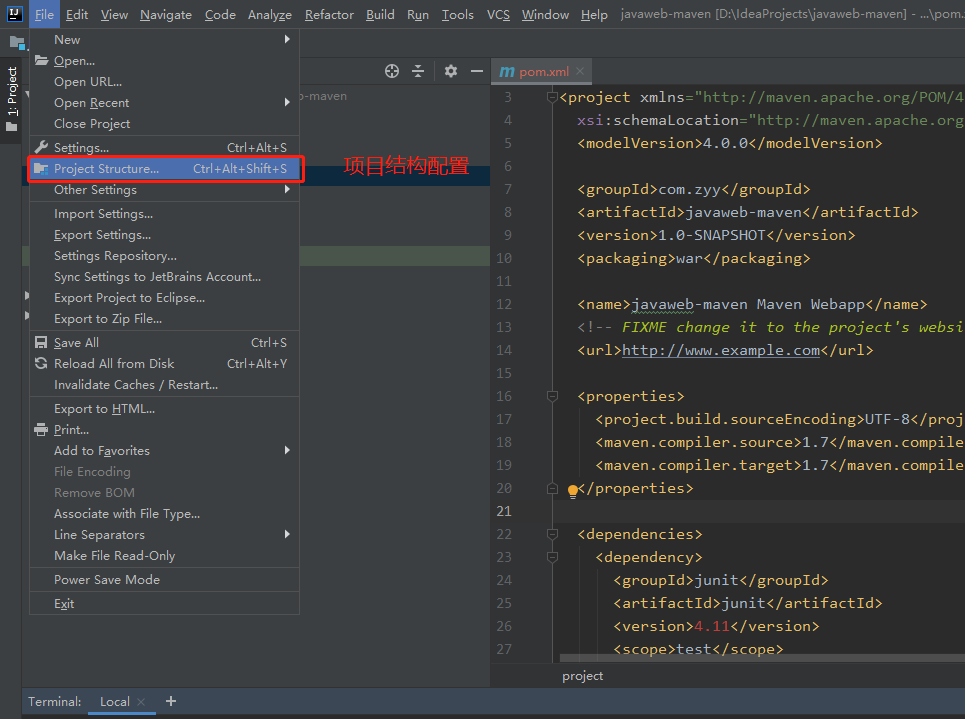 File Edit View Navigate Code Analyze Refactor Build Run Tools VCS Window Help javaweb-maven [D:\IdeaProjects\javaweb-maven] - ...\pom.
New
Open...
Open URL...
Open Recent
Close Project
Settings... Ctrl+Alt+S
Project Structure... Ctrl+Alt+Shift+S
项目结构配置
Other Settings
Import Settings...
Export Settings...
Settings Repository...
Sync Settings to JetBrains Account...
Export Project to Eclipse...
Export to Zip File...
Save All Ctrl+S
Reload All from Disk Ctrl+Alt+Y
Invalidate Caches / Restart...
Export to HTML...
Print...
Add to Favorites
File Encoding
Remove BOM
Associate with File Type...
Line Separators
Make File Read-Only
Power Save Mode
Exit
1: Project
b-maven
pom.xml
3 <project xmlns="http://maven.apache.org/POM/4
4 xsi:schemaLocation="http://maven.apache.org
5 <modelVersion>4.0.0</modelVersion>
6
7 <groupId>com.zyy</groupId>
8 <artifactId>javaweb-maven</artifactId>
9 <version>1.0-SNAPSHOT</version>
10 <packaging>war</packaging>
11
12 <name>javaweb-maven Maven Webapp</name>
13 <!-- FIXME change it to the project's websi
14 <url>http://www.example.com</url>
15
16 <properties>
17 <project.build.sourceEncoding>UTF-8</proj
18 <maven.compiler.source>1.7</maven.compile
19 <maven.compiler.target>1.7</maven.compile
20 </properties>
21
22 <dependencies>
23 <dependency>
24 <groupId>junit</groupId>
25 <artifactId>junit</artifactId>
26 <version>4.11</version>
27 <scope>test</scope>
project
Terminal: Local +